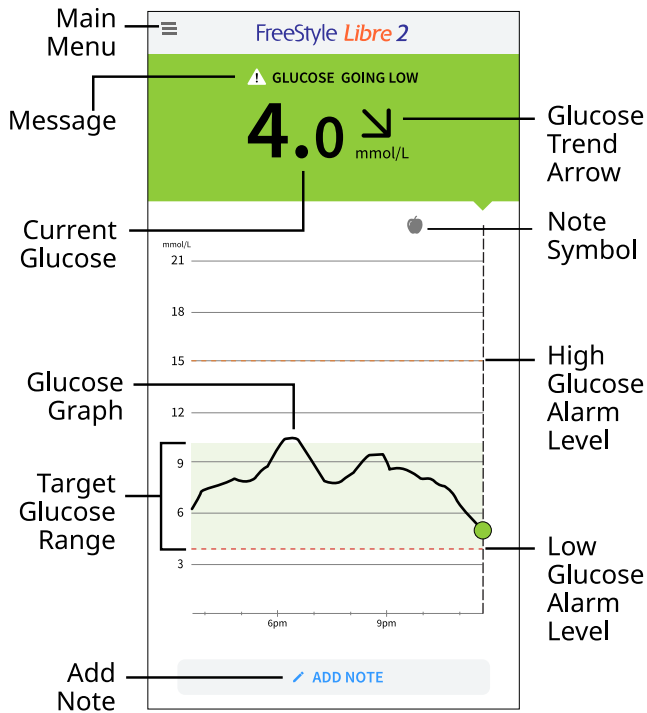 Main
Menu
FreeStyle Libre 2
! GLUCOSE GOING LOW
Message
4.0
mmol/L
Glucose
Trend
Arrow
Current
Glucose
Note
Symbol
mmol/L
21
18
15
High
Glucose
Alarm
Level
Glucose
Graph
12
9
Target
Glucose
Range
6
3
Low
Glucose
Alarm
Level
6pm
9pm
Add
Note
ADD NOTE